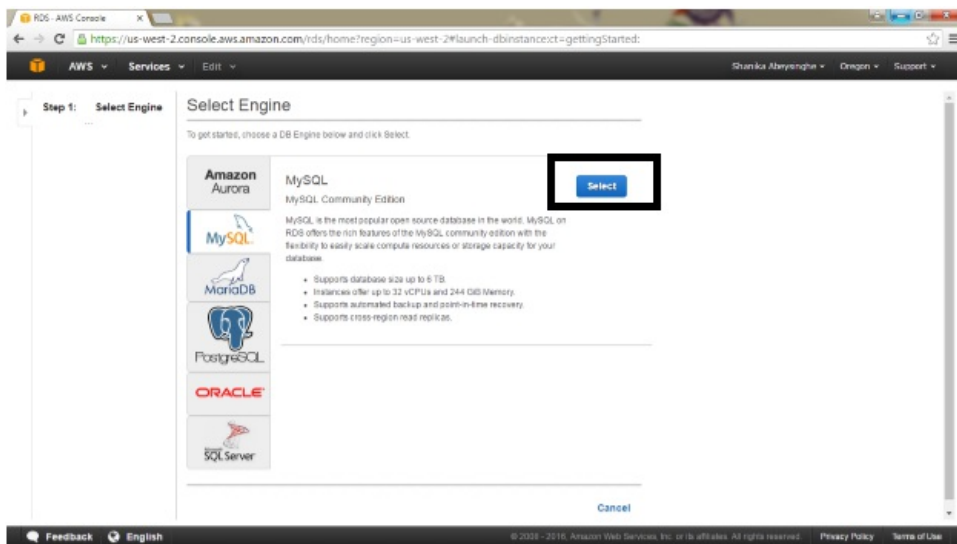 RDS - AWS Console
https://us-west-2.console.aws.amazon.com/rds/home?region=us-west-2#launch-dbinstance:ct=gettingStarted:
AWS Services Edit
Shanika Abeysinghe Oregon Support
Step 1: Select Engine
...
Select Engine
To get started, choose a DB Engine below and click Select.
Amazon
Aurora
MySQL
MariaDB
PostgreSQL
ORACLE
Microsoft
SQL Server
MySQL
Select
MySQL Community Edition
MySQL is the most popular open source database in the world. MySQL on
RDS offers the rich features of the MySQL community edition with the
flexibility to easily scale compute resources or storage capacity for your
database.
• Supports database size up to 6 TB.
• Instances offer up to 32 vCPUs and 244 GiB Memory.
• Supports automated backup and point-in-time recovery.
• Supports cross-region read replicas.
Cancel
Feedback English
© 2008 - 2016, Amazon Web Services, Inc. or its affiliates. All rights reserved. Privacy Policy Terms of Use